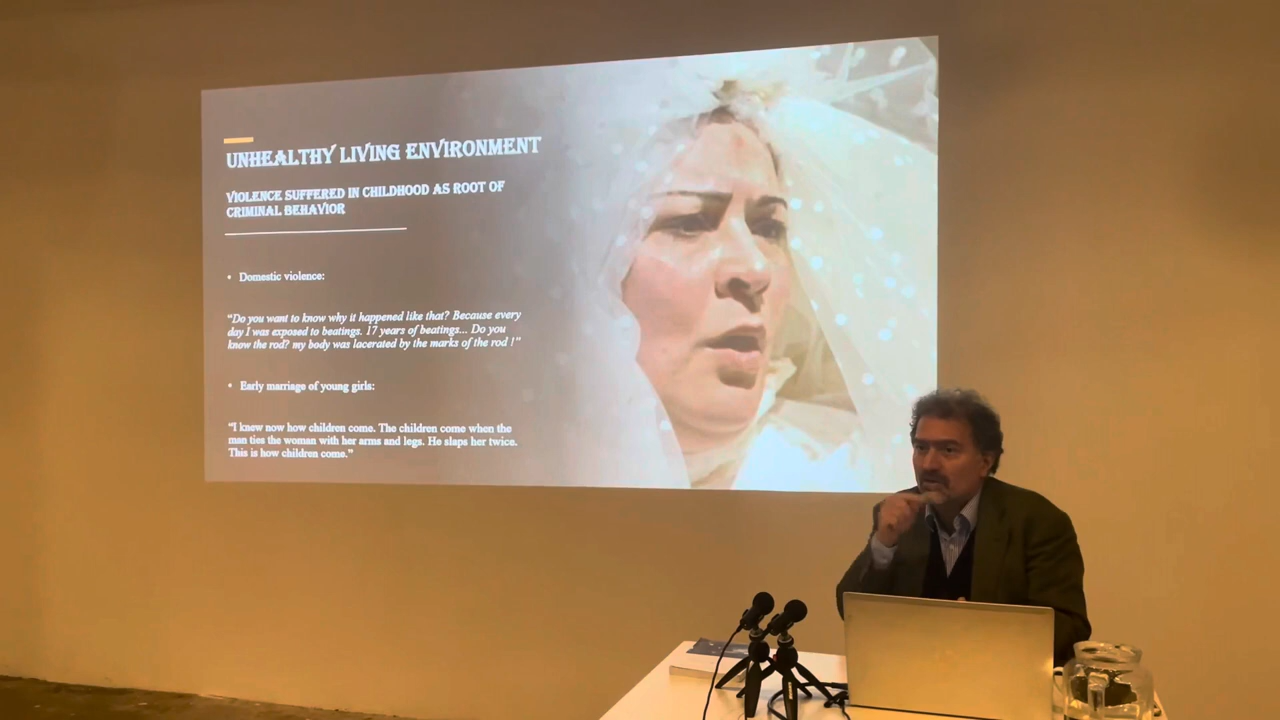 UNHEALTHY LIVING ENVIRONMENT
VIOLENCE SUFFERED IN CHILDHOOD AS ROOT OF
CRIMINAL BEHAVIOR
• Domestic violence:
"Do you want to know why it happened like that? Because every
day I was exposed to beatings. 17 years of beatings... Do you
know the rod? my body was lacerated by the marks of the rod !"
• Early marriage of young girls:
"I knew now how children come. The children come when the
man ties the woman with her arms and legs. He slaps her twice.
This is how children come."